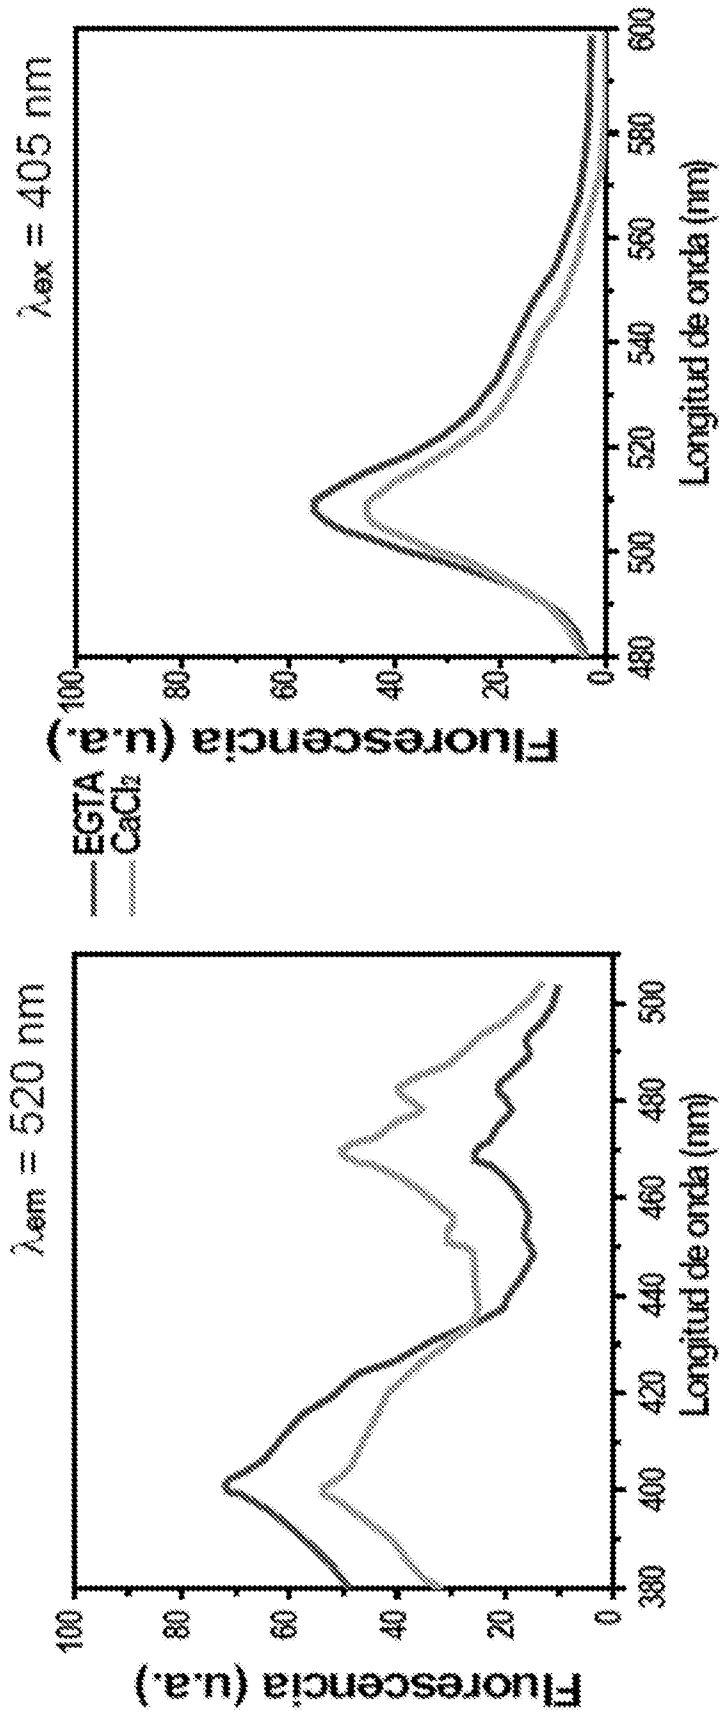 λem = 520 nm
Fluorescencia (u.a.)
100
80
60
40
20
0
380 400 420 440 460 480 500
Longitud de onda (nm)
EGTA
CaCl₂
λex = 405 nm
Fluorescencia (u.a.)
100
80
60
40
20
0
480 500 520 540 560 580 600
Longitud de onda (nm)